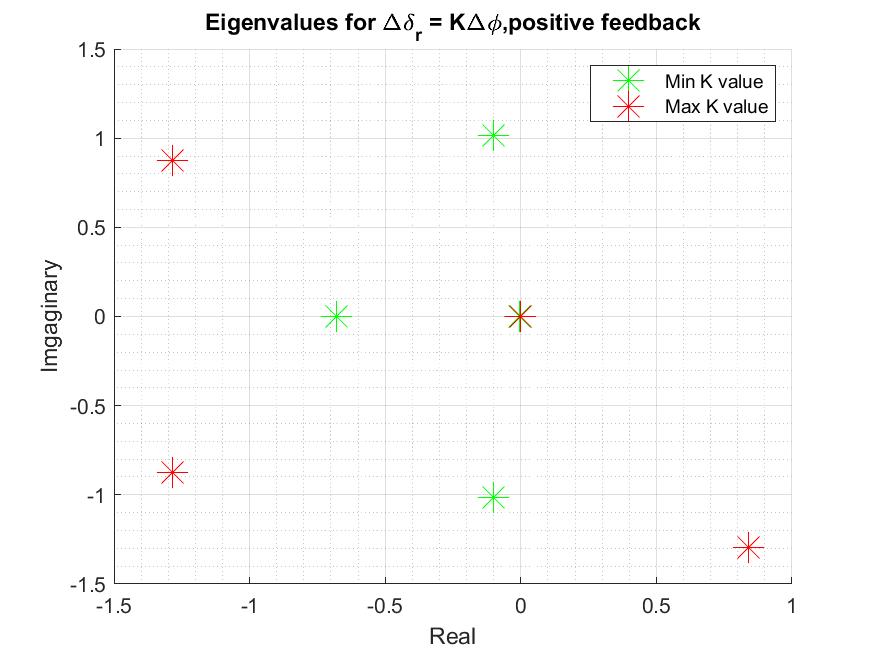 Eigenvalues for Δδr = KΔϕ,positive feedback
1.5
Min K value
Max K value
1
0.5
0
-0.5
-1
-1.5
Imgaginary
-1.5 -1 -0.5 0 0.5 1
Real